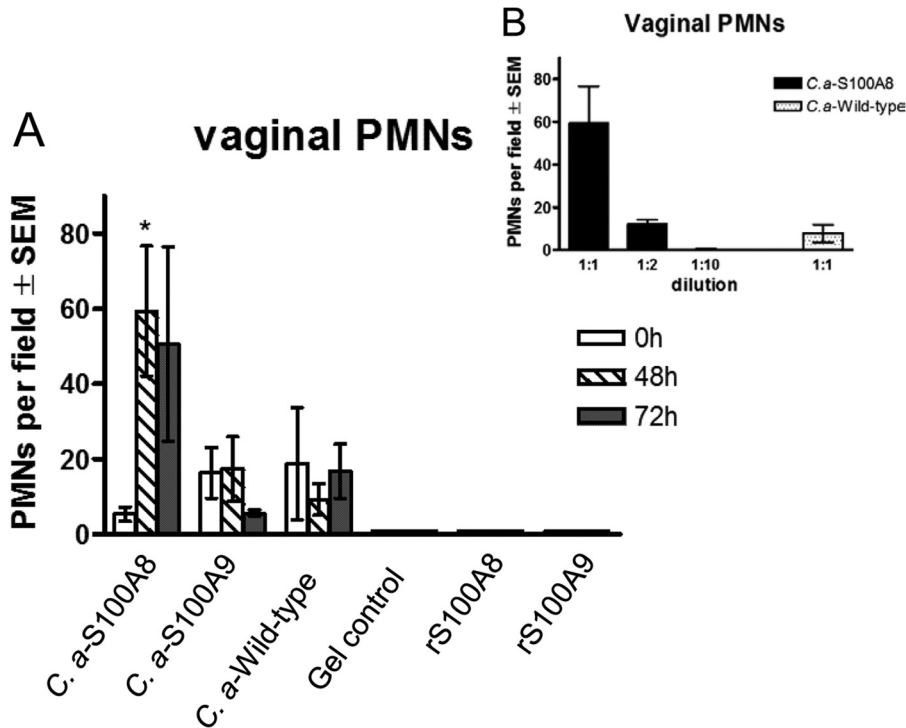 A
vaginal PMNs
PMNs per field ± SEM
80
60
40
20
0
*
C. a-S100A8
C. a-S100A9
C. a-Wild-type
Gel control
rS100A8
rS100A9
0h
48h
72h
B
Vaginal PMNs
PMNs per field ± SEM
80
60
40
20
0
1:1
1:2
1:10
1:1
dilution
C.a-S100A8
C.a-Wild-type